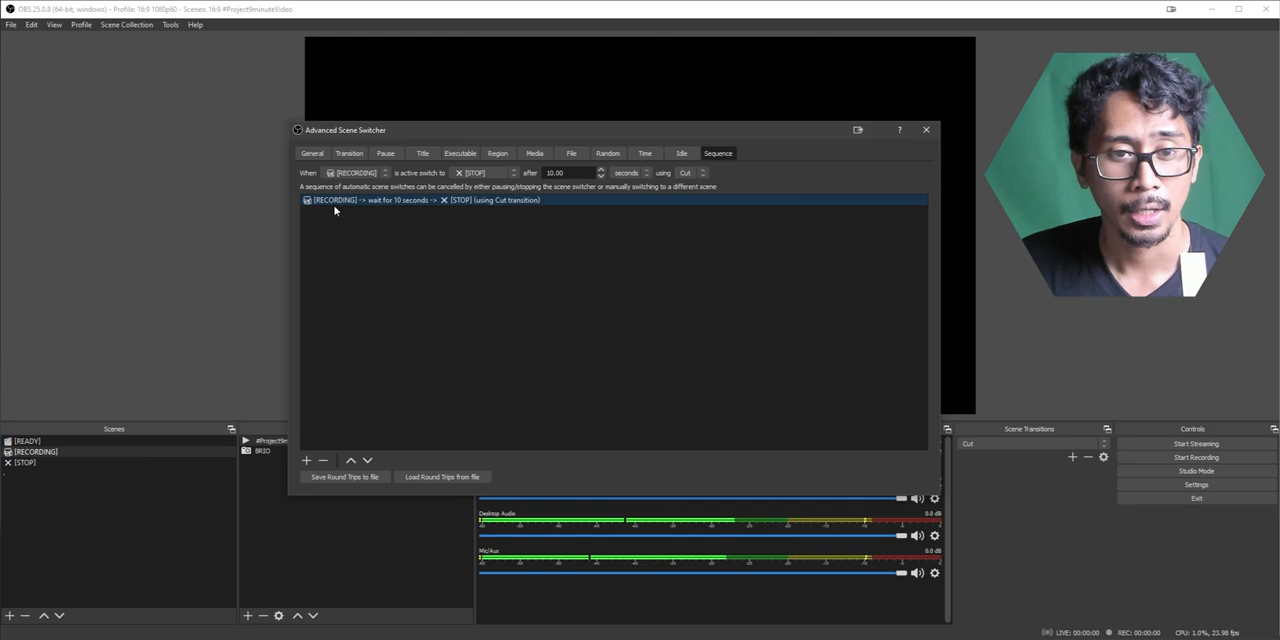 OBS 25.0.8 (64-bit, windows) - Profile: 16:9 1080p60 - Scenes: 16:9 #Project9minuteVideo
File Edit View Profile Scene Collection Tools Help
Advanced Scene Switcher ?
General Transition Pause Title Executable Region Media File Random Time Idle Sequence
When [RECORDING] is active switch to [STOP] after 10.00 seconds using Cut
A sequence of automatic scene switches can be cancelled by either pausing/stopping the scene switcher or manually switching to a different scene
[RECORDING] -> wait for 10 seconds -> [STOP] (using Cut transition)
Save Round Trips to file Load Round Trips from file
Scenes
[READY]
[RECORDING]
[STOP]
#Project9m
BRIO
Desktop Audio 0.0 dB
Mic/Aux 0.0 dB
Scene Transitions
Cut
Controls
Start Streaming
Start Recording
Studio Mode
Settings
Exit
LIVE: 00:00:00 REC: 00:00:00 CPU: 1.0%, 23.98 fps